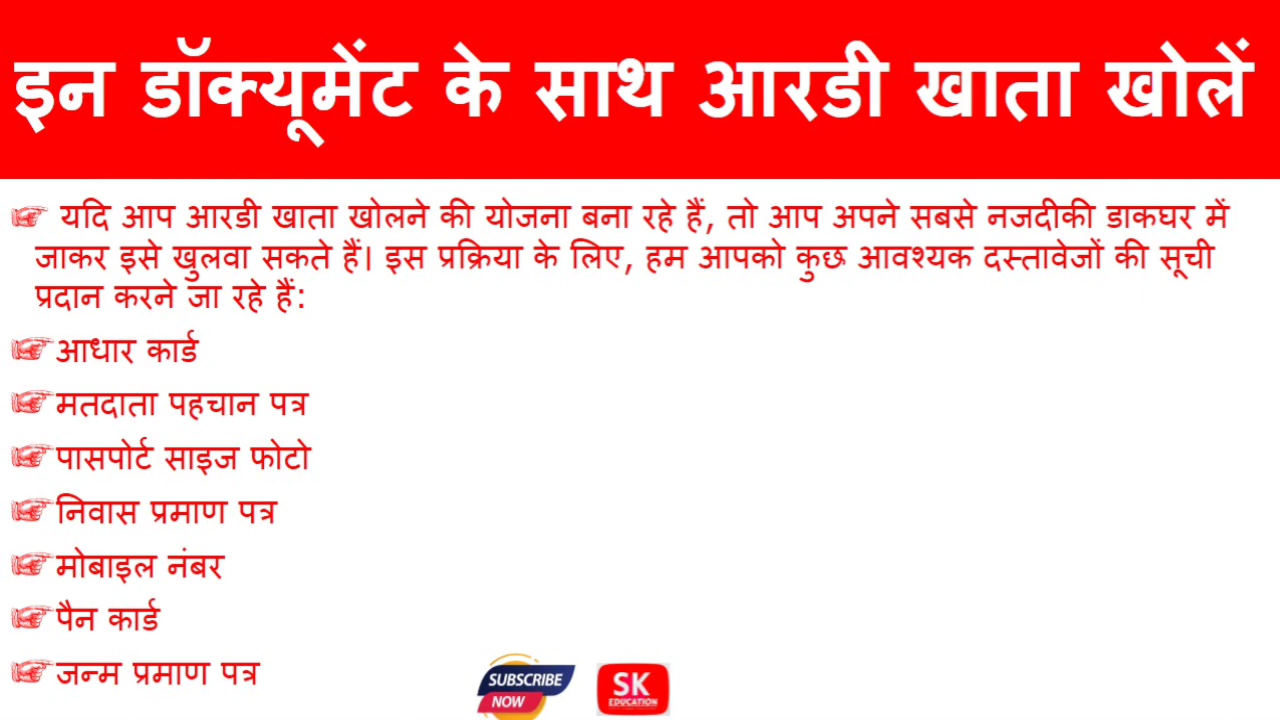 इन डॉक्यूमेंट के साथ आरडी खाता खोलें
☞ यदि आप आरडी खाता खोलने की योजना बना रहे हैं, तो आप अपने सबसे नजदीकी डाकघर में
जाकर इसे खुलवा सकते हैं। इस प्रक्रिया के लिए, हम आपको कुछ आवश्यक दस्तावेजों की सूची
प्रदान करने जा रहे हैं:
☞आधार कार्ड
☞मतदाता पहचान पत्र
☞पासपोर्ट साइज फोटो
☞निवास प्रमाण पत्र
☞मोबाइल नंबर
☞पैन कार्ड
☞जन्म प्रमाण पत्र
SUBSCRIBE
NOW
SK
EDUCATION